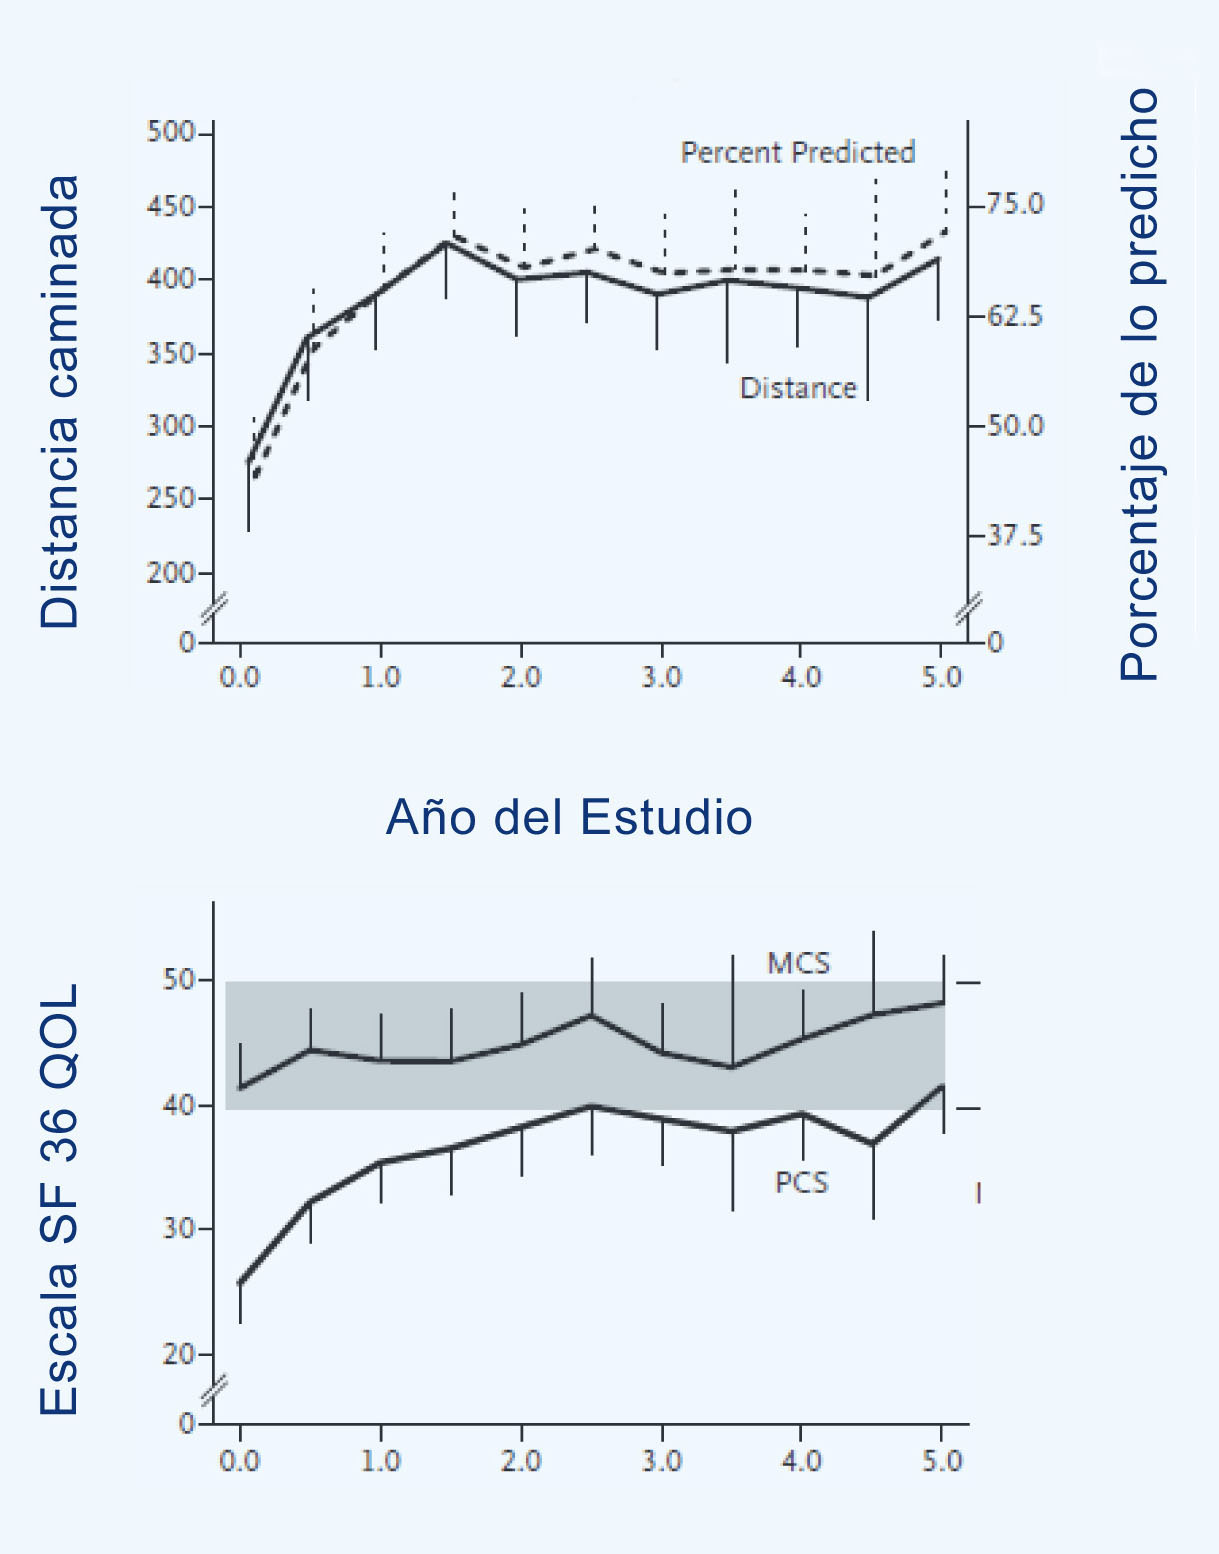 Distancia caminada
500
450
400
350
300
250
200
0
Percent Predicted
Distance
75.0
62.5
50.0
37.5
0
Porcentaje de lo predicho
0.0 1.0 2.0 3.0 4.0 5.0
Año del Estudio
Escala SF 36 QOL
50
40
30
20
0
MCS
PCS
0.0 1.0 2.0 3.0 4.0 5.0